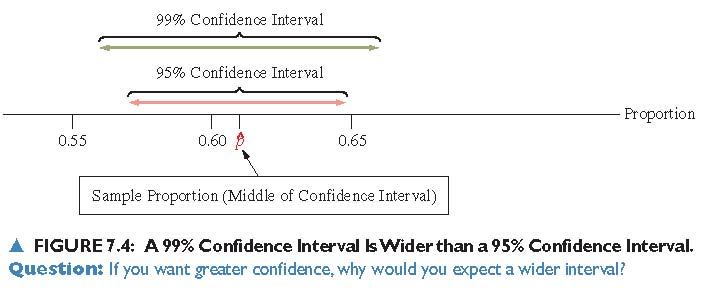 99% Confidence Interval
95% Confidence Interval
Proportion
0.55 0.60 p̂ 0.65
Sample Proportion (Middle of Confidence Interval)
▲ FIGURE 7.4: A 99% Confidence Interval Is Wider than a 95% Confidence Interval.
Question: If you want greater confidence, why would you expect a wider interval?